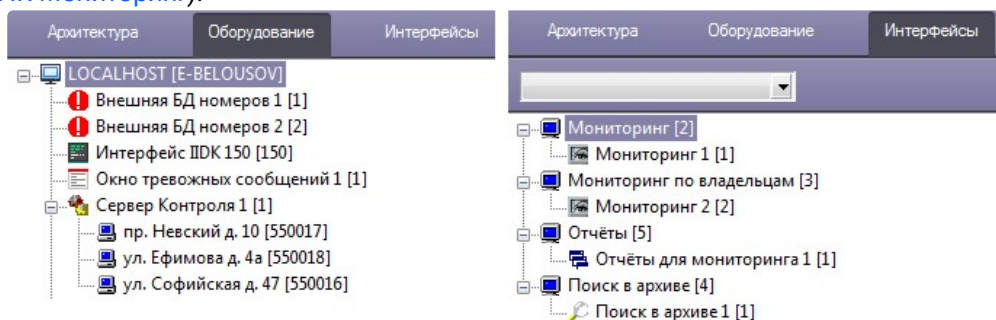 Архитектура Оборудование Интерфейсы
LOCALHOST [E-BELOUSOV]
Внешняя БД номеров 1 [1]
Внешняя БД номеров 2 [2]
Интерфейс IIDK 150 [150]
Окно тревожных сообщений 1 [1]
Сервер Контроля 1 [1]
пр. Невский д. 10 [550017]
ул. Ефимова д. 4а [550018]
ул. Софийская д. 47 [550016]
Архитектура Оборудование Интерфейсы
Мониторинг [2]
Мониторинг 1 [1]
Мониторинг по владельцам [3]
Мониторинг 2 [2]
Отчёты [5]
Отчёты для мониторинга 1 [1]
Поиск в архиве [4]
Поиск в архиве 1 [1]